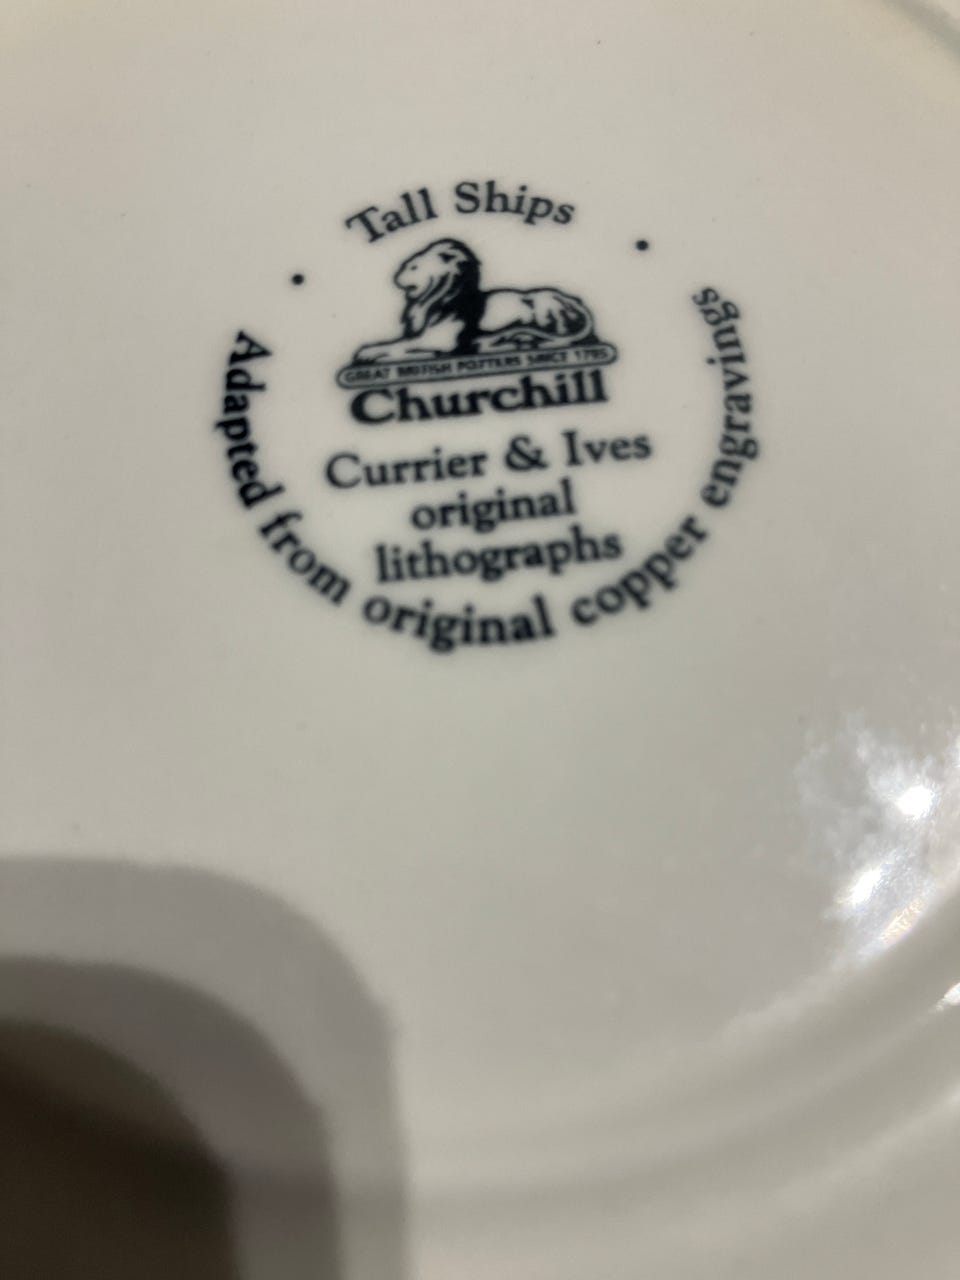 Tall Ships
GREAT BRITISH POTTERS SINCE 1795
Churchill
Currier & Ives
original
lithographs
Adapted from original copper engravings